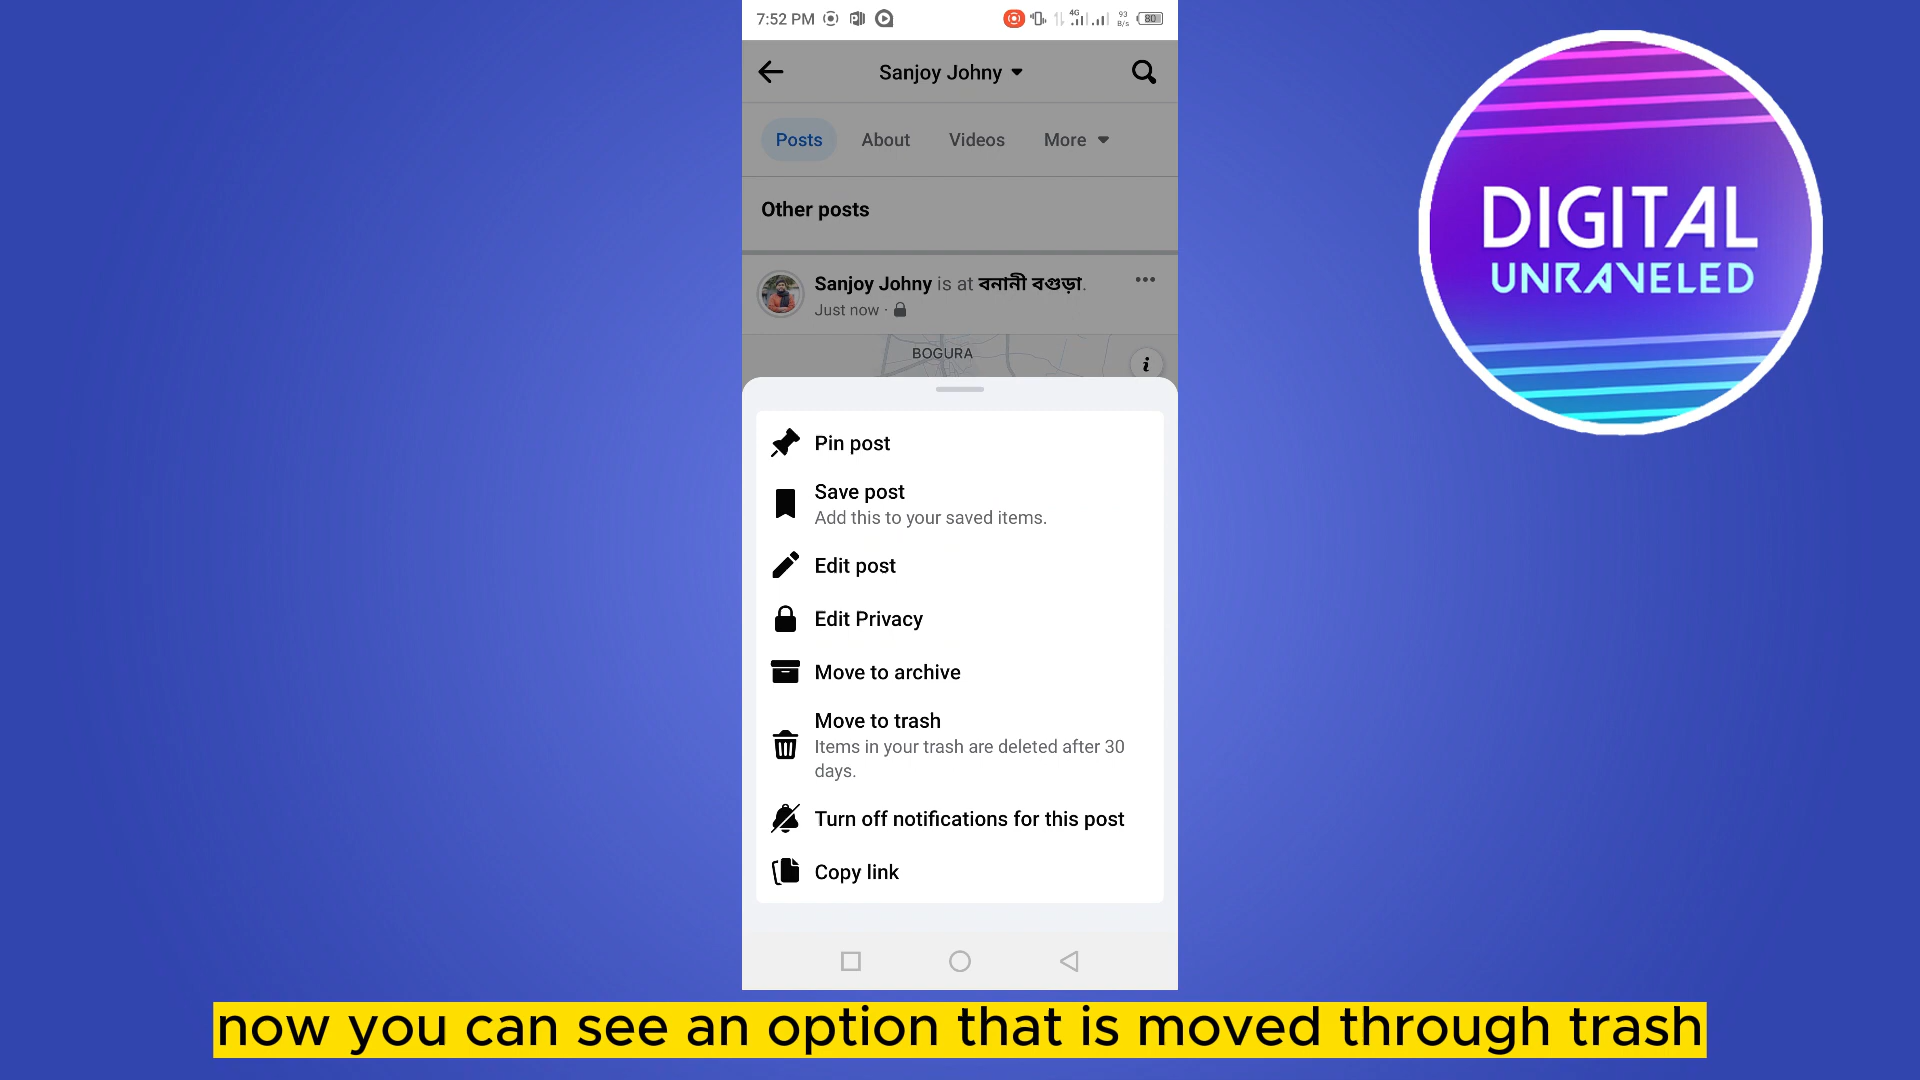 7:52 PM
4G
93
B/s
80
Sanjoy Johny
Posts
About
Videos
More
Other posts
Sanjoy Johny is at বনানী বগুড়া.
Just now ·
BOGURA
i
Pin post
Save post
Add this to your saved items.
Edit post
Edit Privacy
Move to archive
Move to trash
Items in your trash are deleted after 30
days.
Turn off notifications for this post
Copy link
DIGITAL
UNRAVELED
now you can see an option that is moved through trash